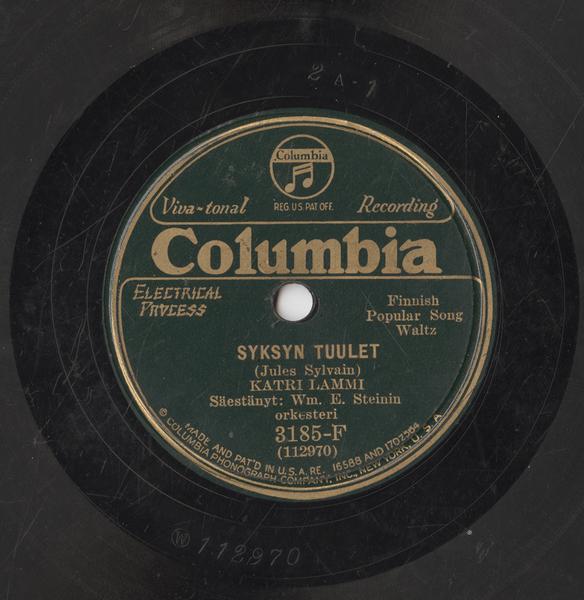 2 A-1
Columbia
REG. U.S. PAT OFF.
Viva-tonal Recording
Columbia
ELECTRICAL
PROCESS
Finnish
Popular Song
Waltz
SYKSYN TUULET
(Jules Sylvain)
KATRI LAMMI
Säestänyt: Wm. E. Steinin
orkesteri
3185-F
(112970)
MADE AND PAT'D IN U.S.A. RE. 16588 AND 1702564
© COLUMBIA PHONOGRAPH COMPANY, INC., NEW YORK, U. S. A
W 112970